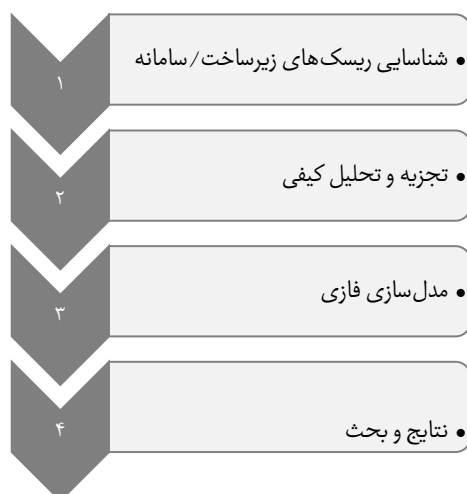 ۱
• شناسایی ریسک‌های زیرساخت/سامانه
۲
• تجزیه و تحلیل کیفی
۳
• مدل‌سازی فازی
۴
• نتایج و بحث